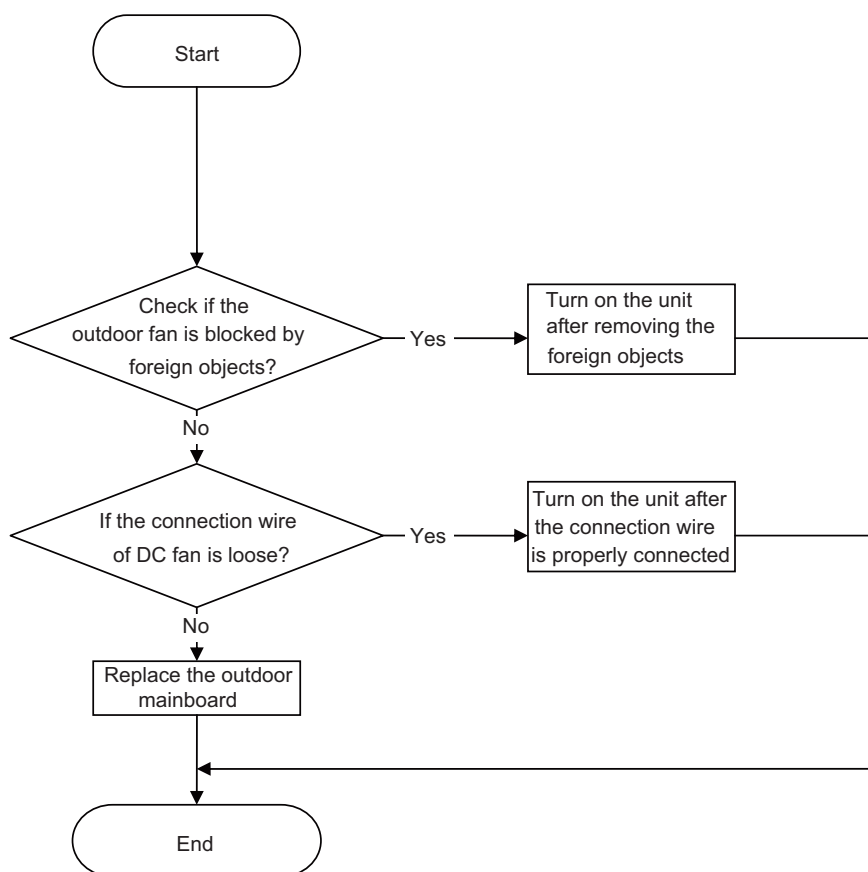 Start
Check if the
outdoor fan is blocked by
foreign objects?
Yes
Turn on the unit
after removing the
foreign objects
No
If the connection wire
of DC fan is loose?
Yes
Turn on the unit after
the connection wire
is properly connected
No
Replace the outdoor
mainboard
End